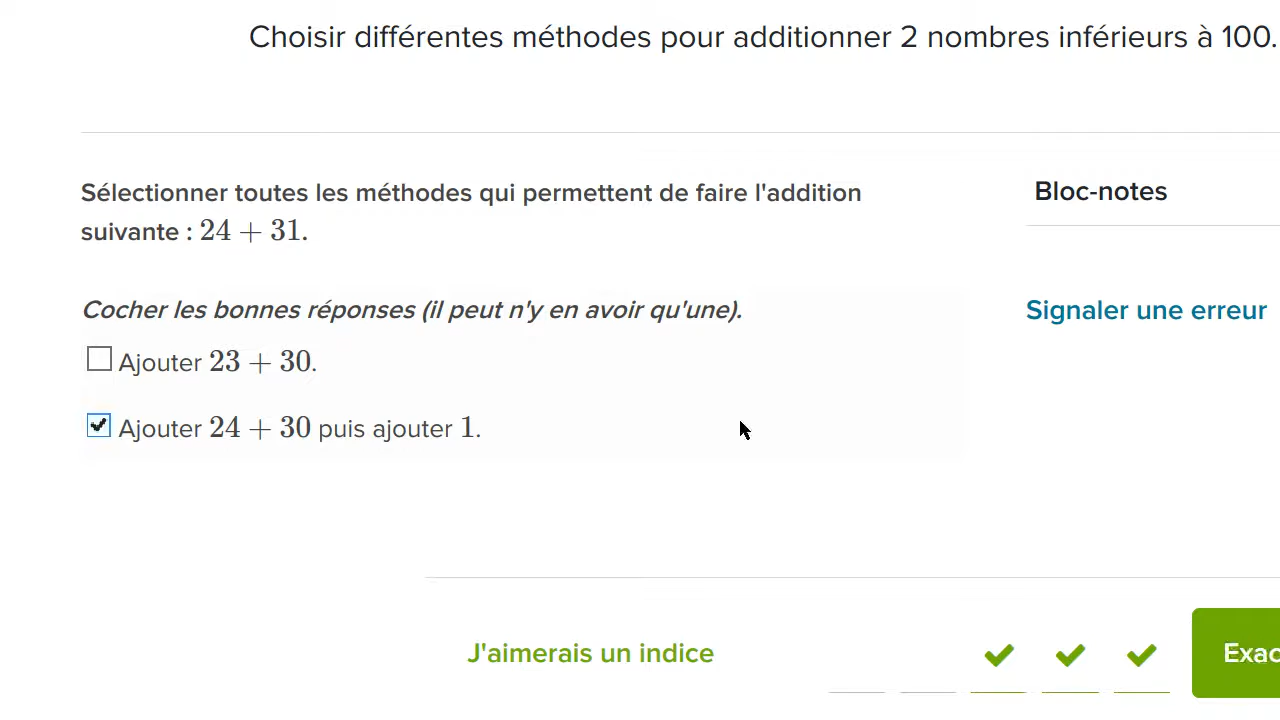 Choisir différentes méthodes pour additionner 2 nombres inférieurs à 100.
Sélectionner toutes les méthodes qui permettent de faire l'addition
suivante : 24 + 31.
Bloc-notes
Cocher les bonnes réponses (il peut n'y en avoir qu'une).
Signaler une erreur
Ajouter 23 + 30.
Ajouter 24 + 30 puis ajouter 1.
J'aimerais un indice
Exac